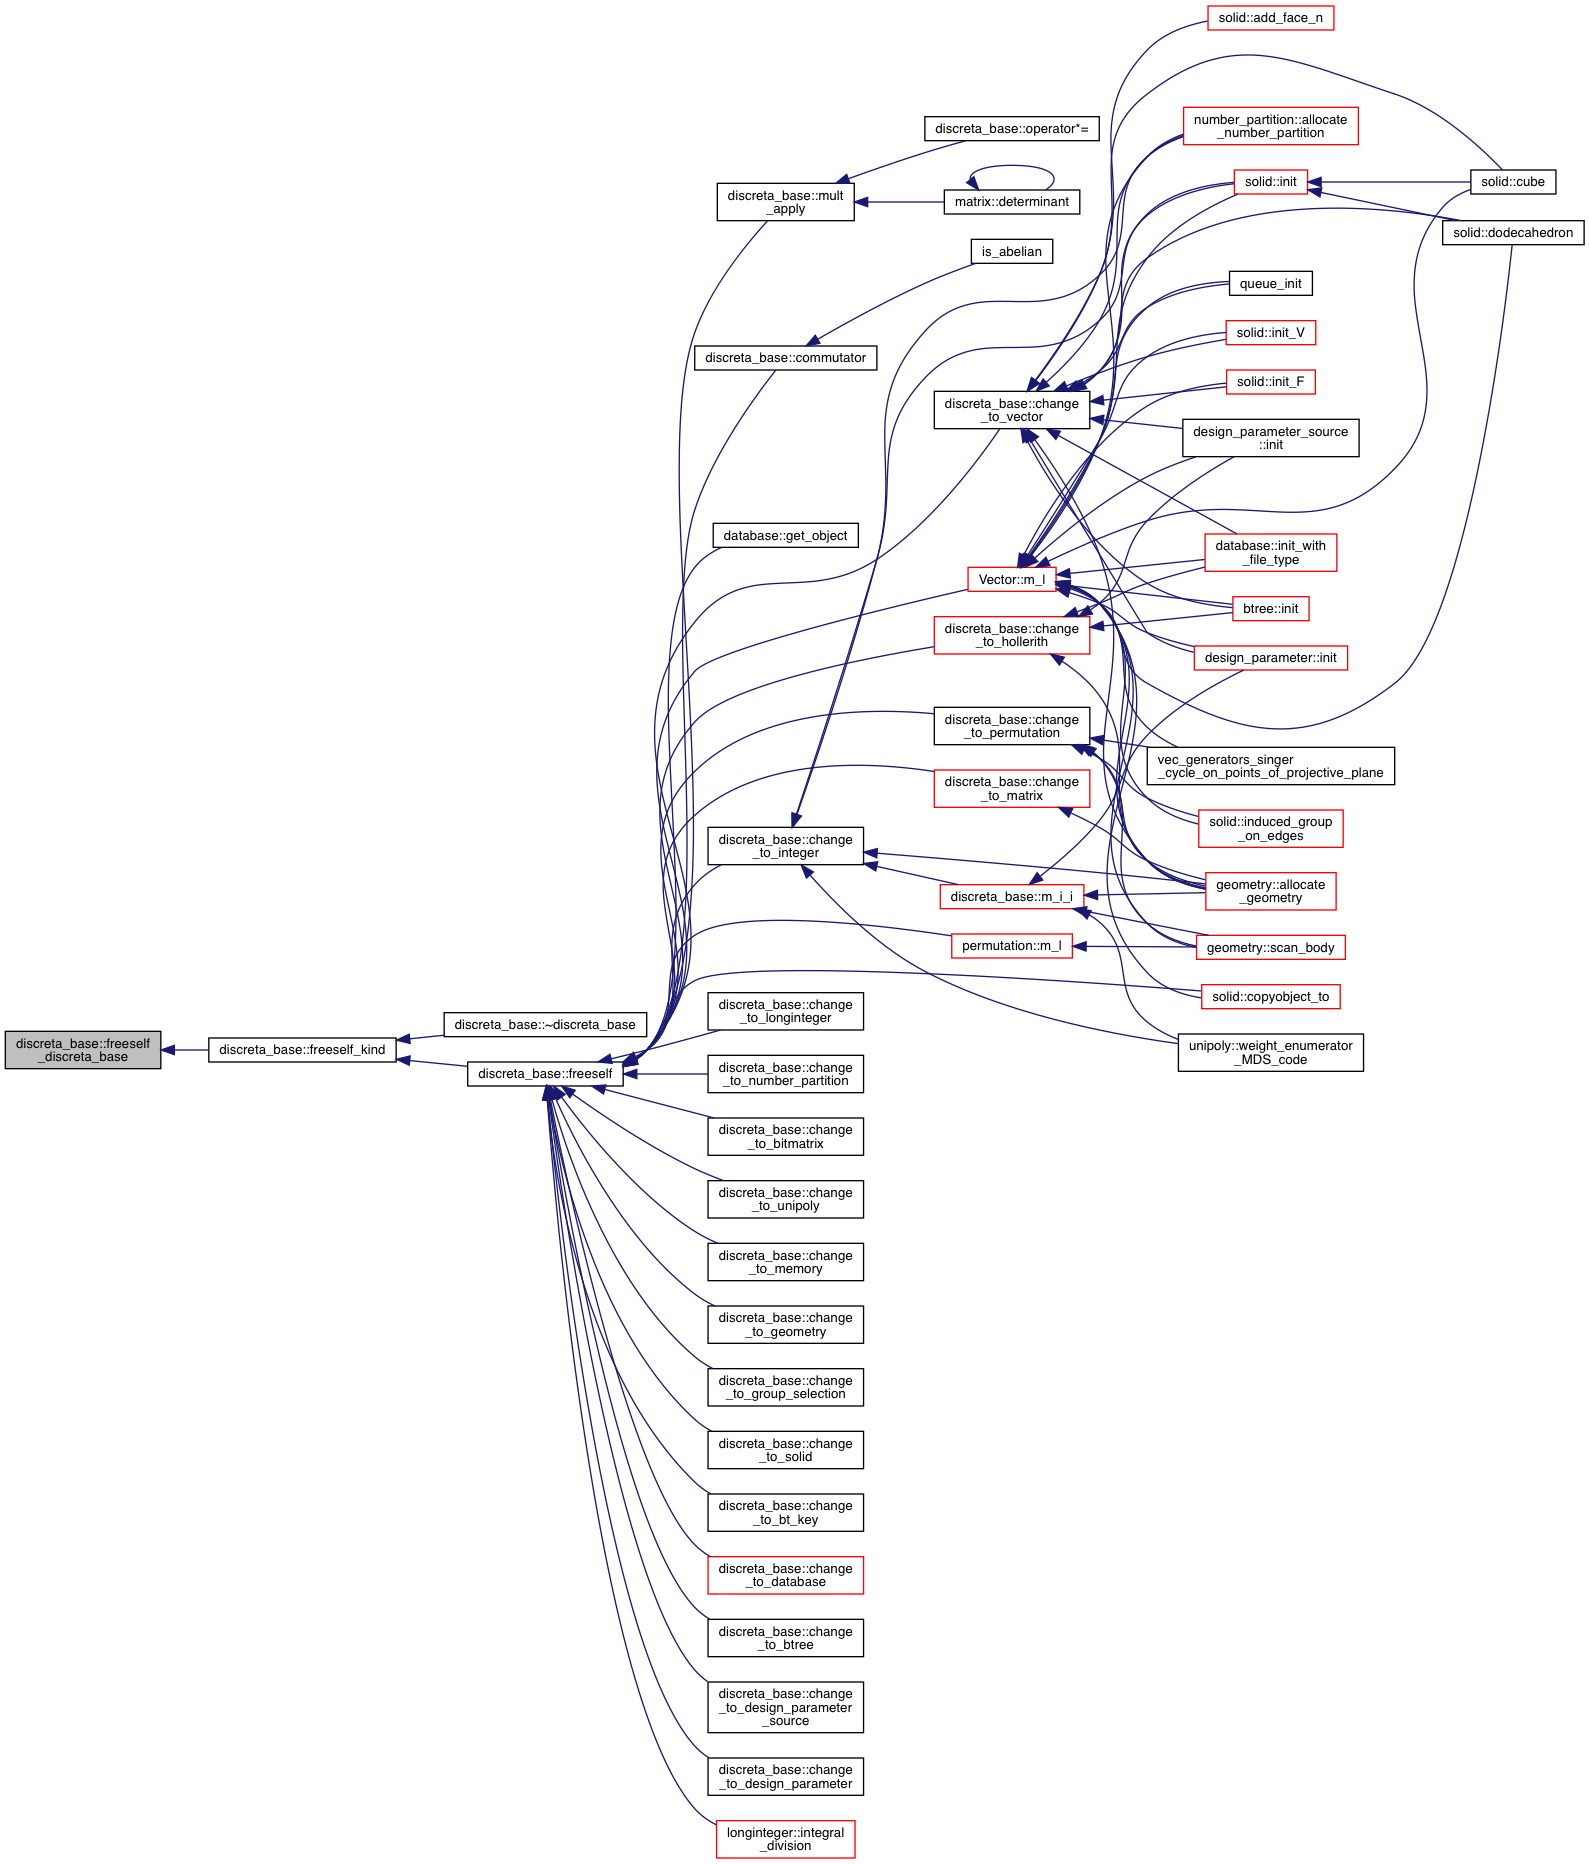 discreta_base::freeself
_discreta_base
discreta_base::freeself_kind
discreta_base::~discreta_base
discreta_base::freeself
discreta_base::mult
_apply
discreta_base::commutator
database::get_object
discreta_base::change
_to_integer
discreta_base::change
_to_longinteger
discreta_base::change
_to_number_partition
discreta_base::change
_to_bitmatrix
discreta_base::change
_to_unipoly
discreta_base::change
_to_memory
discreta_base::change
_to_geometry
discreta_base::change
_to_group_selection
discreta_base::change
_to_solid
discreta_base::change
_to_bt_key
discreta_base::change
_to_database
discreta_base::change
_to_btree
discreta_base::change
_to_design_parameter
_source
discreta_base::change
_to_design_parameter
longinteger::integral
_division
discreta_base::operator*=
matrix::determinant
is_abelian
discreta_base::change
_to_vector
Vector::m_l
discreta_base::change
_to_hollerith
discreta_base::change
_to_permutation
discreta_base::change
_to_matrix
discreta_base::m_i_i
permutation::m_l
solid::add_face_n
number_partition::allocate
_number_partition
solid::init
queue_init
solid::init_V
solid::init_F
design_parameter_source
::init
database::init_with
_file_type
btree::init
design_parameter::init
vec_generators_singer
_cycle_on_points_of_projective_plane
solid::induced_group
_on_edges
geometry::allocate
_geometry
geometry::scan_body
solid::copyobject_to
unipoly::weight_enumerator
_MDS_code
solid::cube
solid::dodecahedron